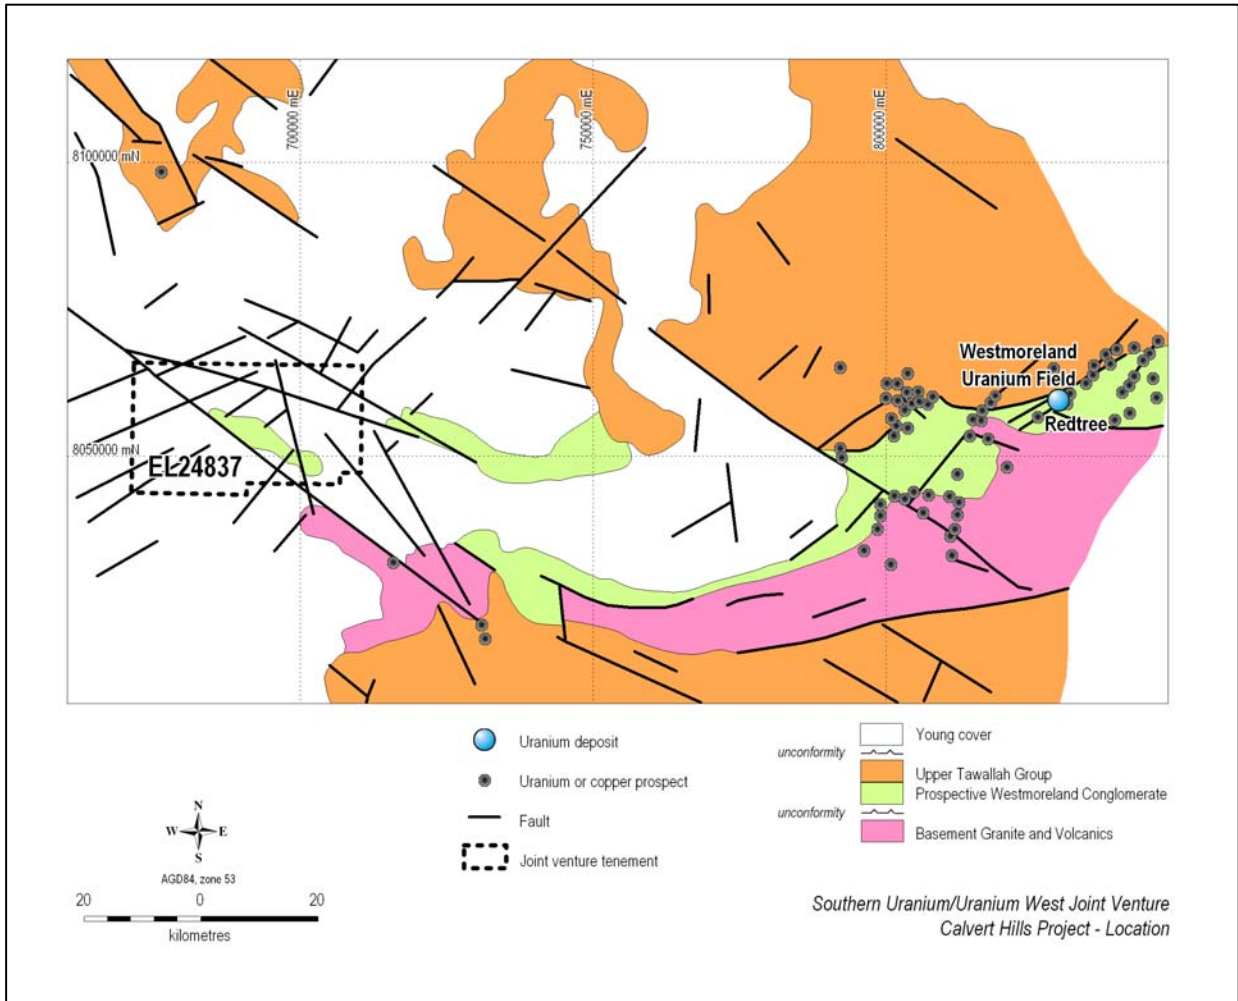 700000 mE
750000 mE
800000 mE
8100000 mN
Westmoreland
Uranium Field
Redtree
8050000 mN
EL24837
Uranium deposit
Uranium or copper prospect
Fault
Joint venture tenement
Young cover
unconformity
Upper Tawallah Group
Prospective Westmoreland Conglomerate
unconformity
Basement Granite and Volcanics
N
W E
S
AGD84, zone 53
20 0 20
kilometres
Southern Uranium/Uranium West Joint Venture
Calvert Hills Project - Location